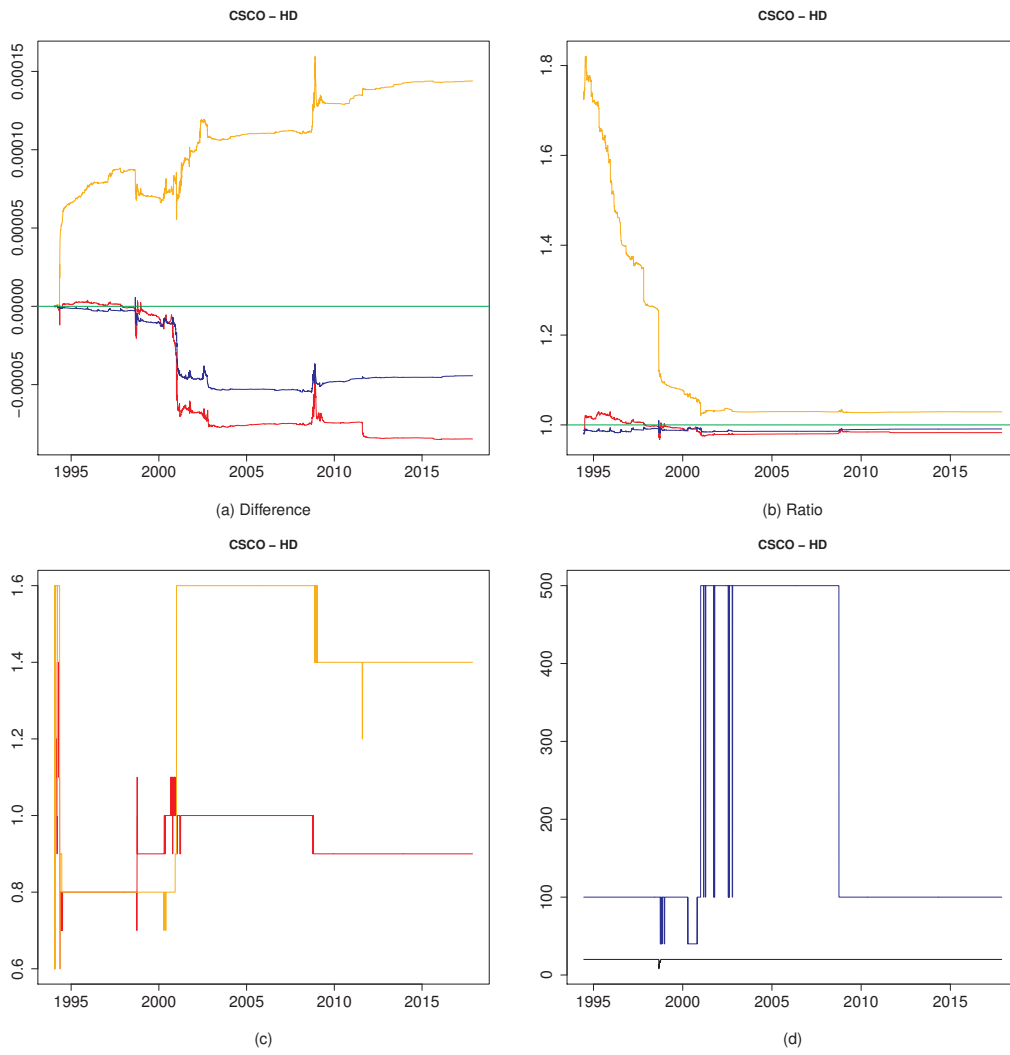 CSCO – HD
0.00015
0.00010
0.00005
0.00000
−0.00005
1995 2000 2005 2010 2015
(a) Difference
CSCO – HD
1.8
1.6
1.4
1.2
1.0
1995 2000 2005 2010 2015
(b) Ratio
CSCO – HD
1.6
1.4
1.2
1.0
0.8
0.6
1995 2000 2005 2010 2015
(c)
CSCO – HD
500
400
300
200
100
0
1995 2000 2005 2010 2015
(d)